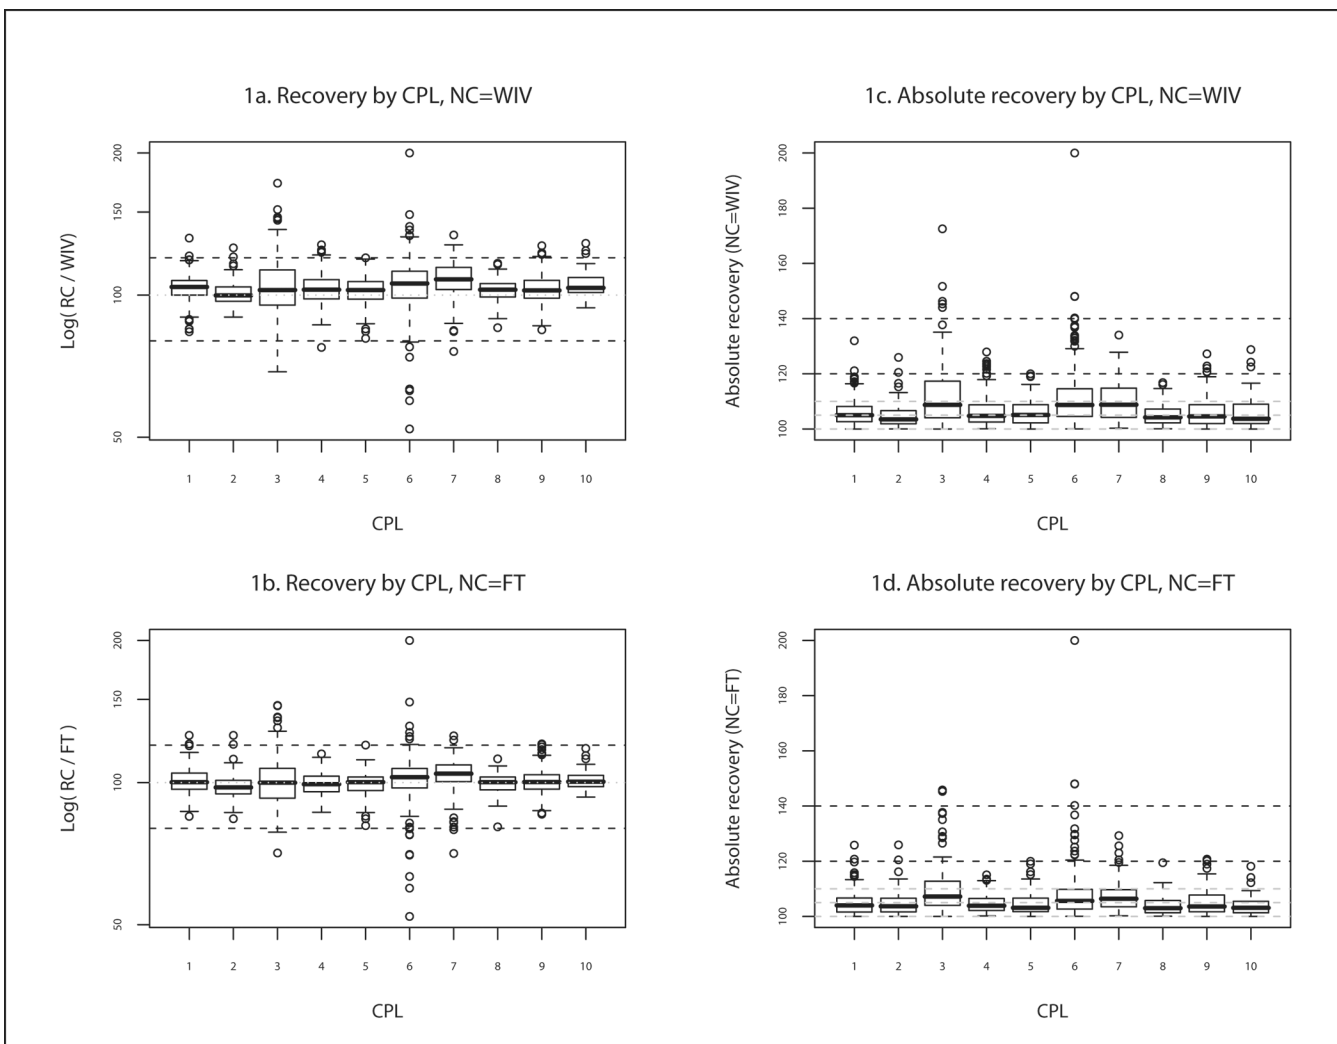 1a. Recovery by CPL, NC=WIV
Log( RC / WIV)
200
150
100
50
1 2 3 4 5 6 7 8 9 10
CPL
1c. Absolute recovery by CPL, NC=WIV
Absolute recovery (NC=WIV)
200
180
160
140
120
100
1 2 3 4 5 6 7 8 9 10
CPL
1b. Recovery by CPL, NC=FT
Log( RC / FT )
200
150
100
50
1 2 3 4 5 6 7 8 9 10
CPL
1d. Absolute recovery by CPL, NC=FT
Absolute recovery (NC=FT)
200
180
160
140
120
100
1 2 3 4 5 6 7 8 9 10
CPL